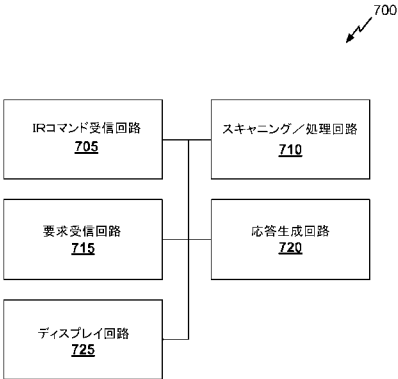 700
IRコマンド受信回路
705
スキャニング／処理回路
710
要求受信回路
715
応答生成回路
720
ディスプレイ回路
725